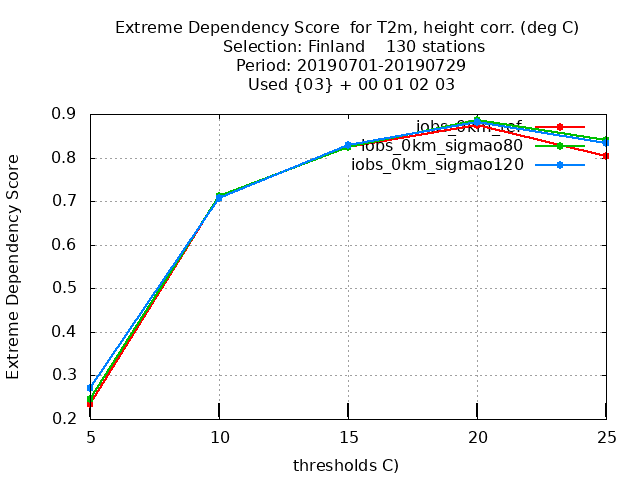 Extreme Dependency Score for T2m, height corr. (deg C)
Selection: Finland 130 stations
Period: 20190701-20190729
Used {03} + 00 01 02 03
Extreme Dependency Score
0.9
0.8
0.7
0.6
0.5
0.4
0.3
0.2
iobs_0km_ref
iobs_0km_sigmao80
iobs_0km_sigmao120
5
10
15
20
25
thresholds C)